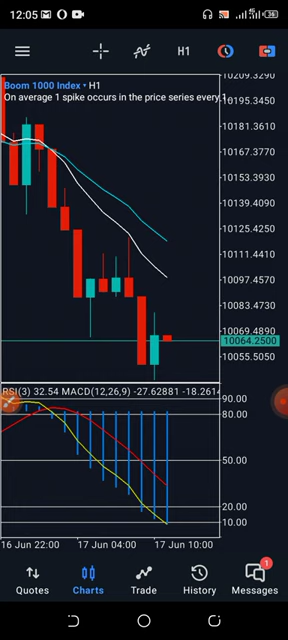 12:05
36
H1
Boom 1000 Index • H1
On average 1 spike occurs in the price series every 1
10209.3290
10195.3450
10181.3610
10167.3770
10153.3930
10139.4090
10125.4250
10111.4410
10097.4570
10083.4730
10069.4890
10064.2500
10055.5050
RSI(3) 32.54 MACD(12,26,9) -27.62881 -18.2614
90.00
80.00
50.00
20.00
10.00
16 Jun 22:00
17 Jun 04:00
17 Jun 10:00
1
Quotes
Charts
Trade
History
Messages